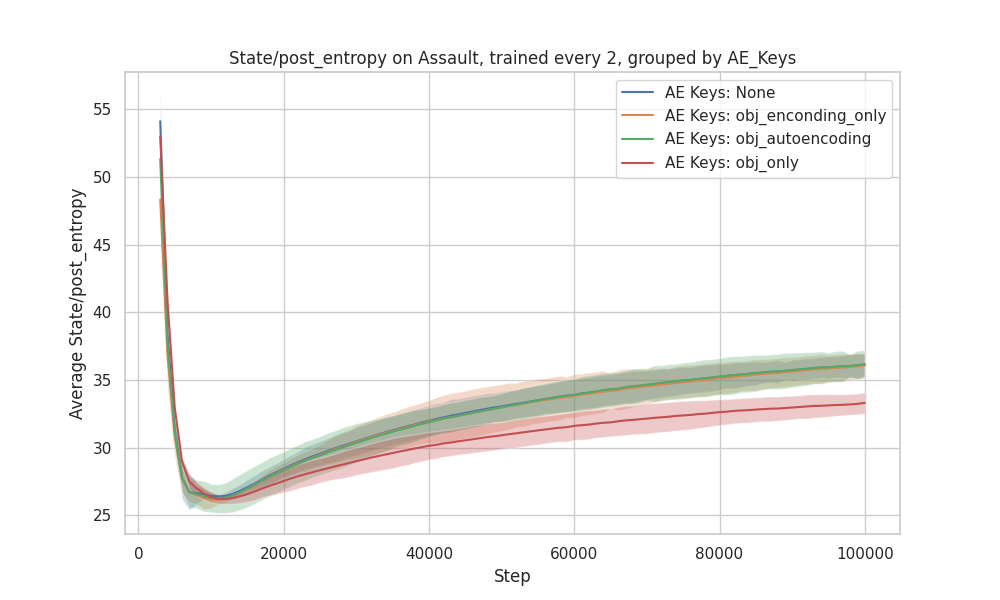 State/post_entropy on Assault, trained every 2, grouped by AE_Keys
AE Keys: None
AE Keys: obj_enconding_only
AE Keys: obj_autoencoding
AE Keys: obj_only
Average State/post_entropy
55
50
45
40
35
30
25
0
20000
40000
60000
80000
100000
Step